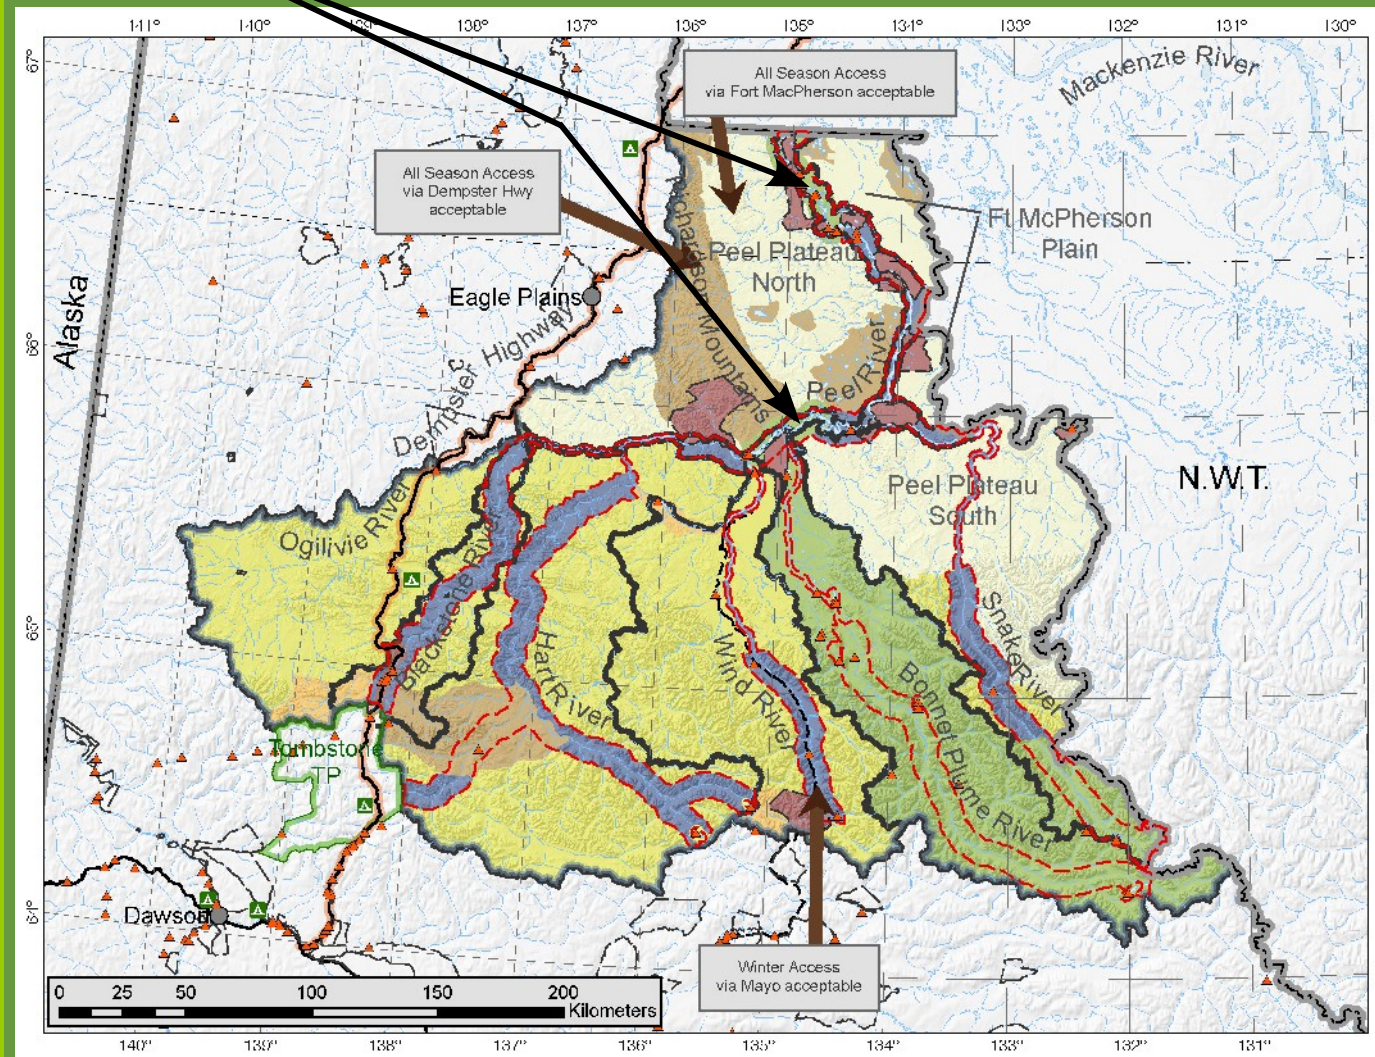 141° 140° 139° 138° 137° 136° 135° 134° 133° 132° 131° 130°
67°
Mackenzie River
All Season Access
via Fort MacPherson acceptable
All Season Access
via Dempster Hwy
acceptable
Ft McPherson
Plain
Peel Plateau
North
Richardson Mountains
Eagle Plains
Alaska
Dempster Highway
66°
Peel River
N.W.T.
Peel Plateau
South
Ogilivie River
Blackstone River
65°
Hart River
Wind River
Snake River
Bonnet Plume River
Tombstone
TP
64°
Dawson
Winter Access
via Mayo acceptable
0 25 50 100 150 200
Kilometers
140° 139° 138° 137° 136° 135° 134° 133° 132° 131°